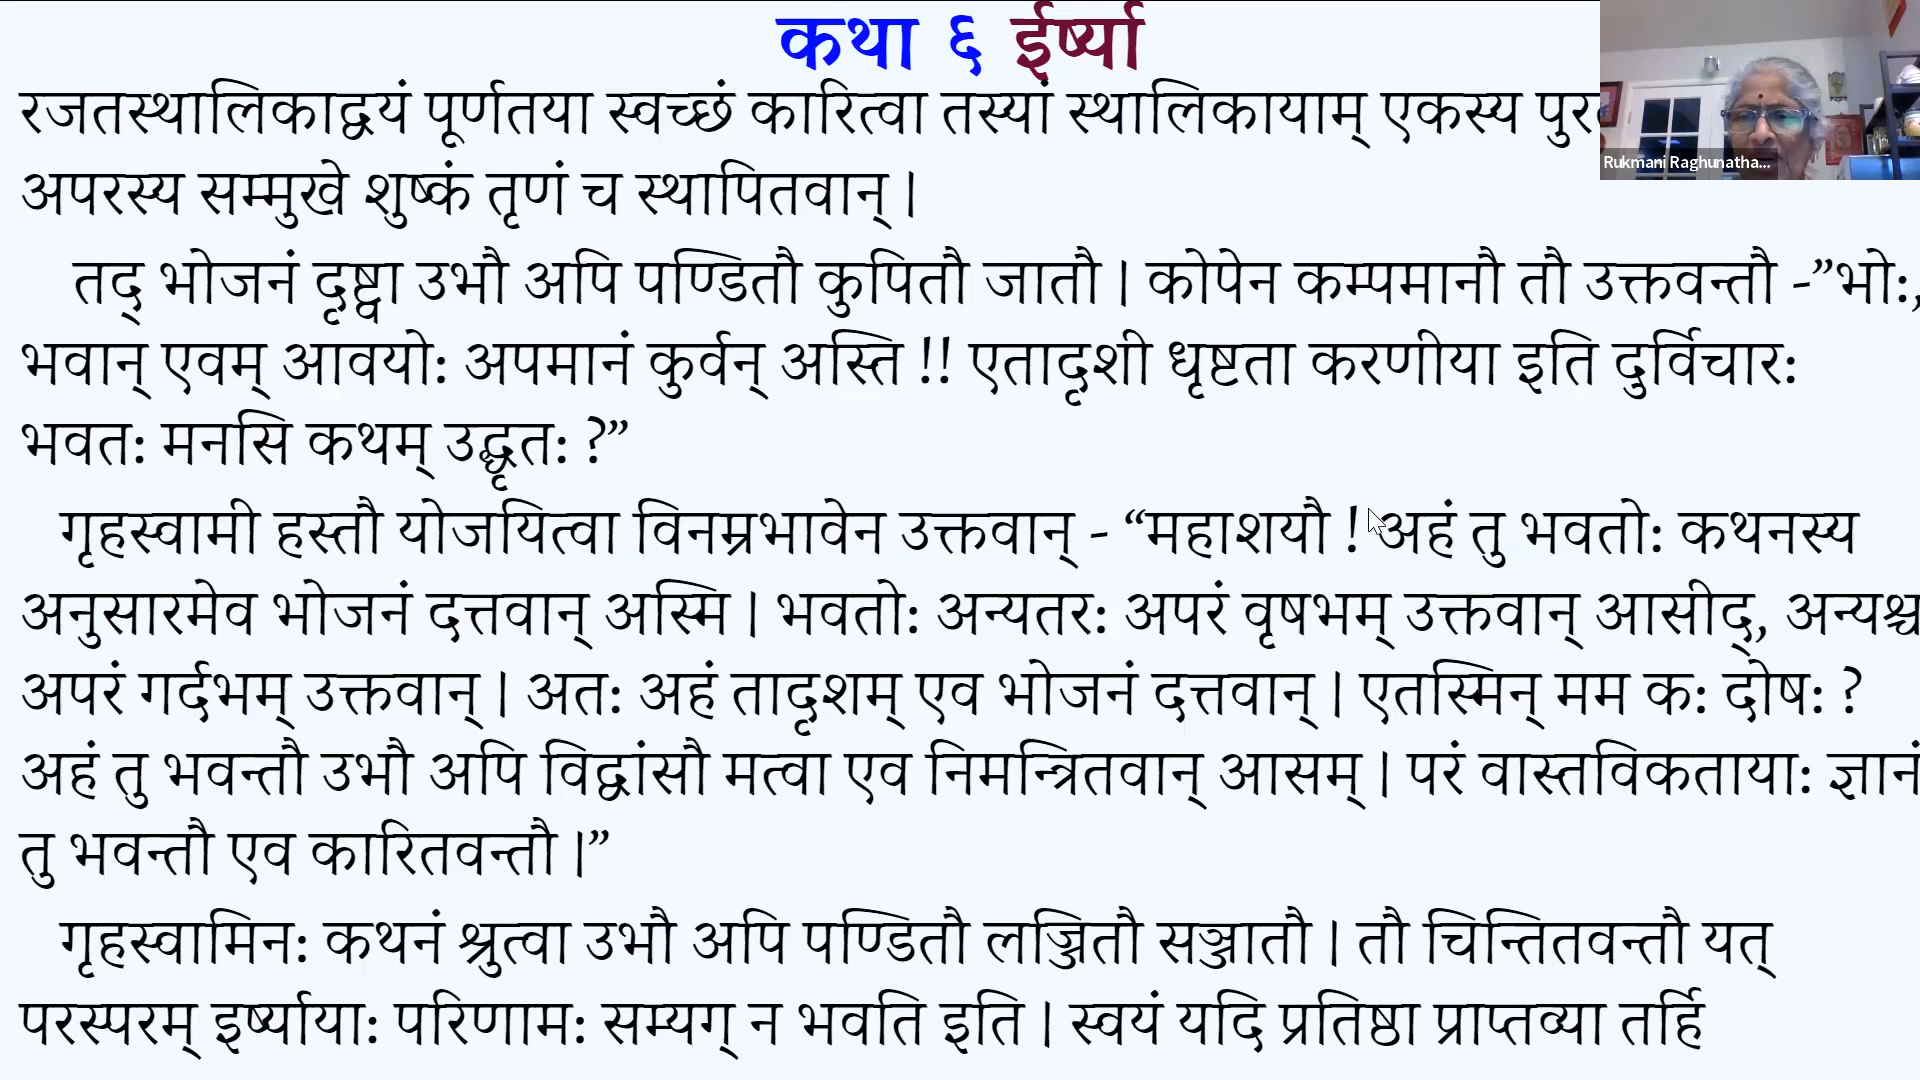 कथा ६ ईर्ष्या
रजतस्थालिकाद्वयं पूर्णतया स्वच्छं कारित्वा तस्यां स्थालिकायाम् एकस्य
Rukmani Raghunatha...
अपरस्य सम्मुखे शुष्कं तृणं च स्थापितवान् ।
तद् भोजनं दृष्ट्वा उभौ अपि पण्डितौ कुपितौ जातौ । कोपेन कम्पमानौ तौ उक्तवन्तौ -”भोः,
भवान् एवम् आवयोः अपमानं कुर्वन् अस्ति !! एतादृशी धृष्टता करणीया इति दुर्विचारः
भवतः मनसि कथम् उद्धृतः ?”
गृहस्वामी हस्तौ योजयित्वा विनम्रभावेन उक्तवान् - “महाशयौ ! अहं तु भवतोः कथनस्य
अनुसारमेव भोजनं दत्तवान् अस्मि । भवतोः अन्यतरः अपरं वृषभम् उक्तवान् आसीद्, अन्यश्च
अपरं गर्दभम् उक्तवान् । अतः अहं तादृशम् एव भोजनं दत्तवान् । एतस्मिन् मम कः दोषः ?
अहं तु भवन्तौ उभौ अपि विद्वांसौ मत्वा एव निमन्त्रितवान् आसम् । परं वास्तविकतायाः ज्ञानं
तु भवन्तौ एव कारितवन्तौ ।”
गृहस्वामिनः कथनं श्रुत्वा उभौ अपि पण्डितौ लज्जितौ सञ्जातौ । तौ चिन्तितवन्तौ यत्
परस्परम् इर्ष्यायाः परिणामः सम्यग् न भवति इति । स्वयं यदि प्रतिष्ठा प्राप्तव्या तर्हि